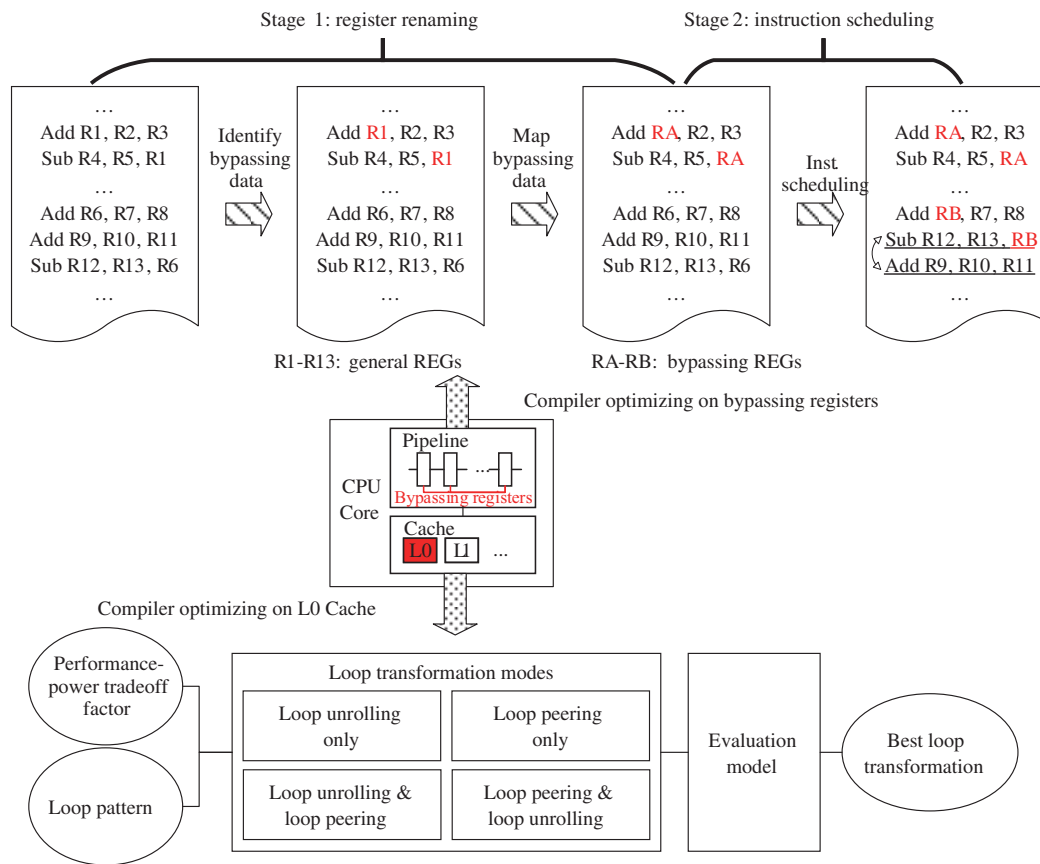 Stage 1: register renaming
Stage 2: instruction scheduling
...
Add R1, R2, R3
Sub R4, R5, R1
...
Add R6, R7, R8
Add R9, R10, R11
Sub R12, R13, R6
...
Identify
bypassing
data
...
Add R1, R2, R3
Sub R4, R5, R1
...
Add R6, R7, R8
Add R9, R10, R11
Sub R12, R13, R6
...
Map
bypassing
data
...
Add RA, R2, R3
Sub R4, R5, RA
...
Add R6, R7, R8
Add R9, R10, R11
Sub R12, R13, R6
...
Inst.
scheduling
...
Add RA, R2, R3
Sub R4, R5, RA
...
Add RB, R7, R8
Sub R12, R13, RB
Add R9, R10, R11
...
R1-R13: general REGs
RA-RB: bypassing REGs
Compiler optimizing on bypassing registers
CPU
Core
Pipeline
...
Bypassing registers
Cache
L0
L1
...
Compiler optimizing on L0 Cache
Performance-
power tradeoff
factor
Loop pattern
Loop transformation modes
Loop unrolling
only
Loop peering
only
Loop unrolling &
loop peering
Loop peering &
loop unrolling
Evaluation
model
Best loop
transformation